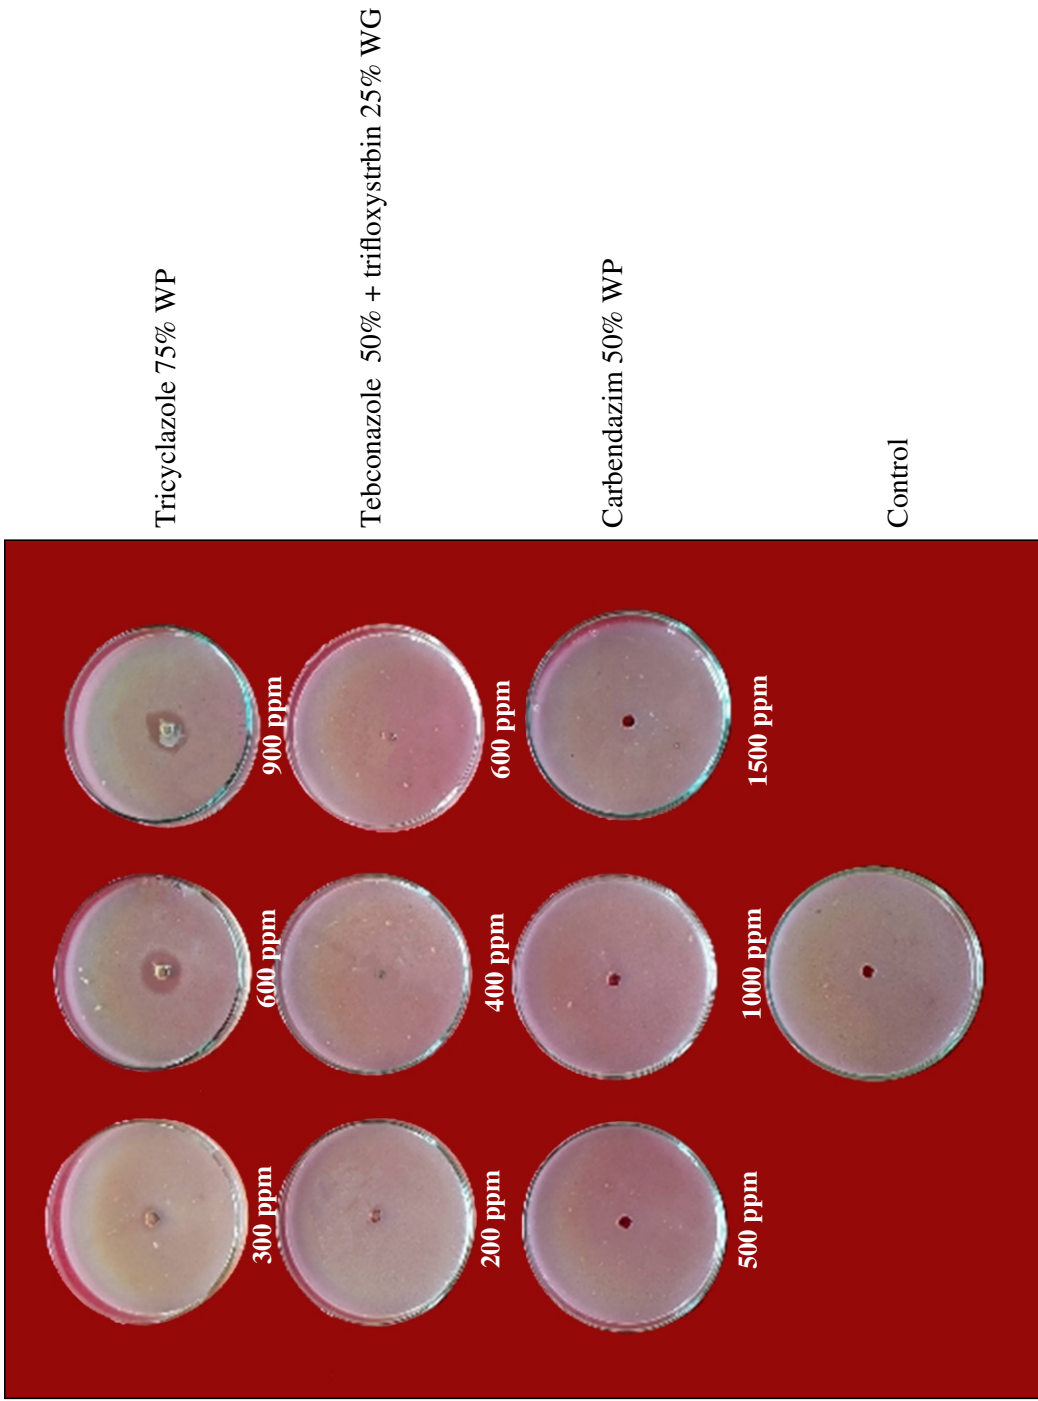 Tricyclazole 75% WP
300 ppm
600 ppm
900 ppm
Tebconazole 50% + trifloxystrbin 25% WG
200 ppm
400 ppm
600 ppm
Carbendazim 50% WP
500 ppm
1000 ppm
1500 ppm
Control